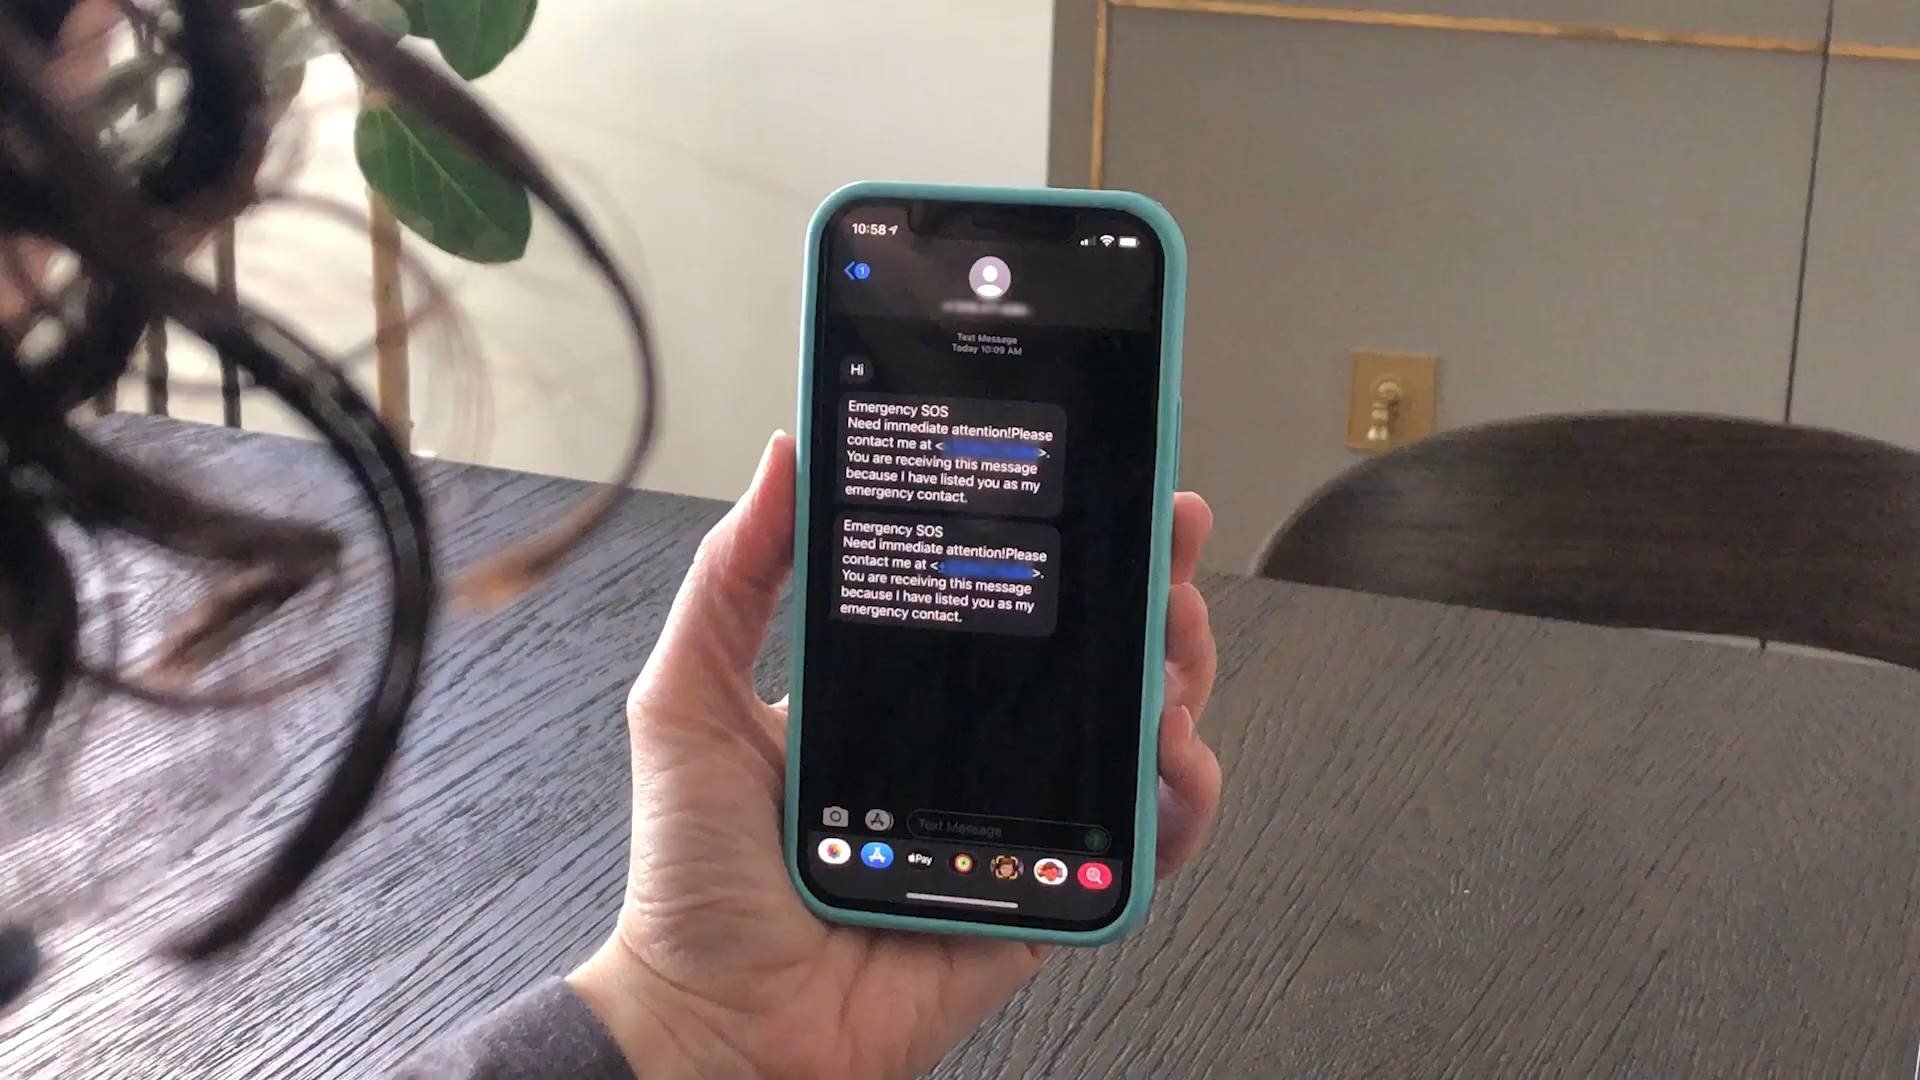 10:58
1
Text Message
Today 10:09 AM
Hi
Emergency SOS
Need immediate attention!Please
contact me at < >.
You are receiving this message
because I have listed you as my
emergency contact.
Emergency SOS
Need immediate attention!Please
contact me at < >.
You are receiving this message
because I have listed you as my
emergency contact.
Text Message
Pay